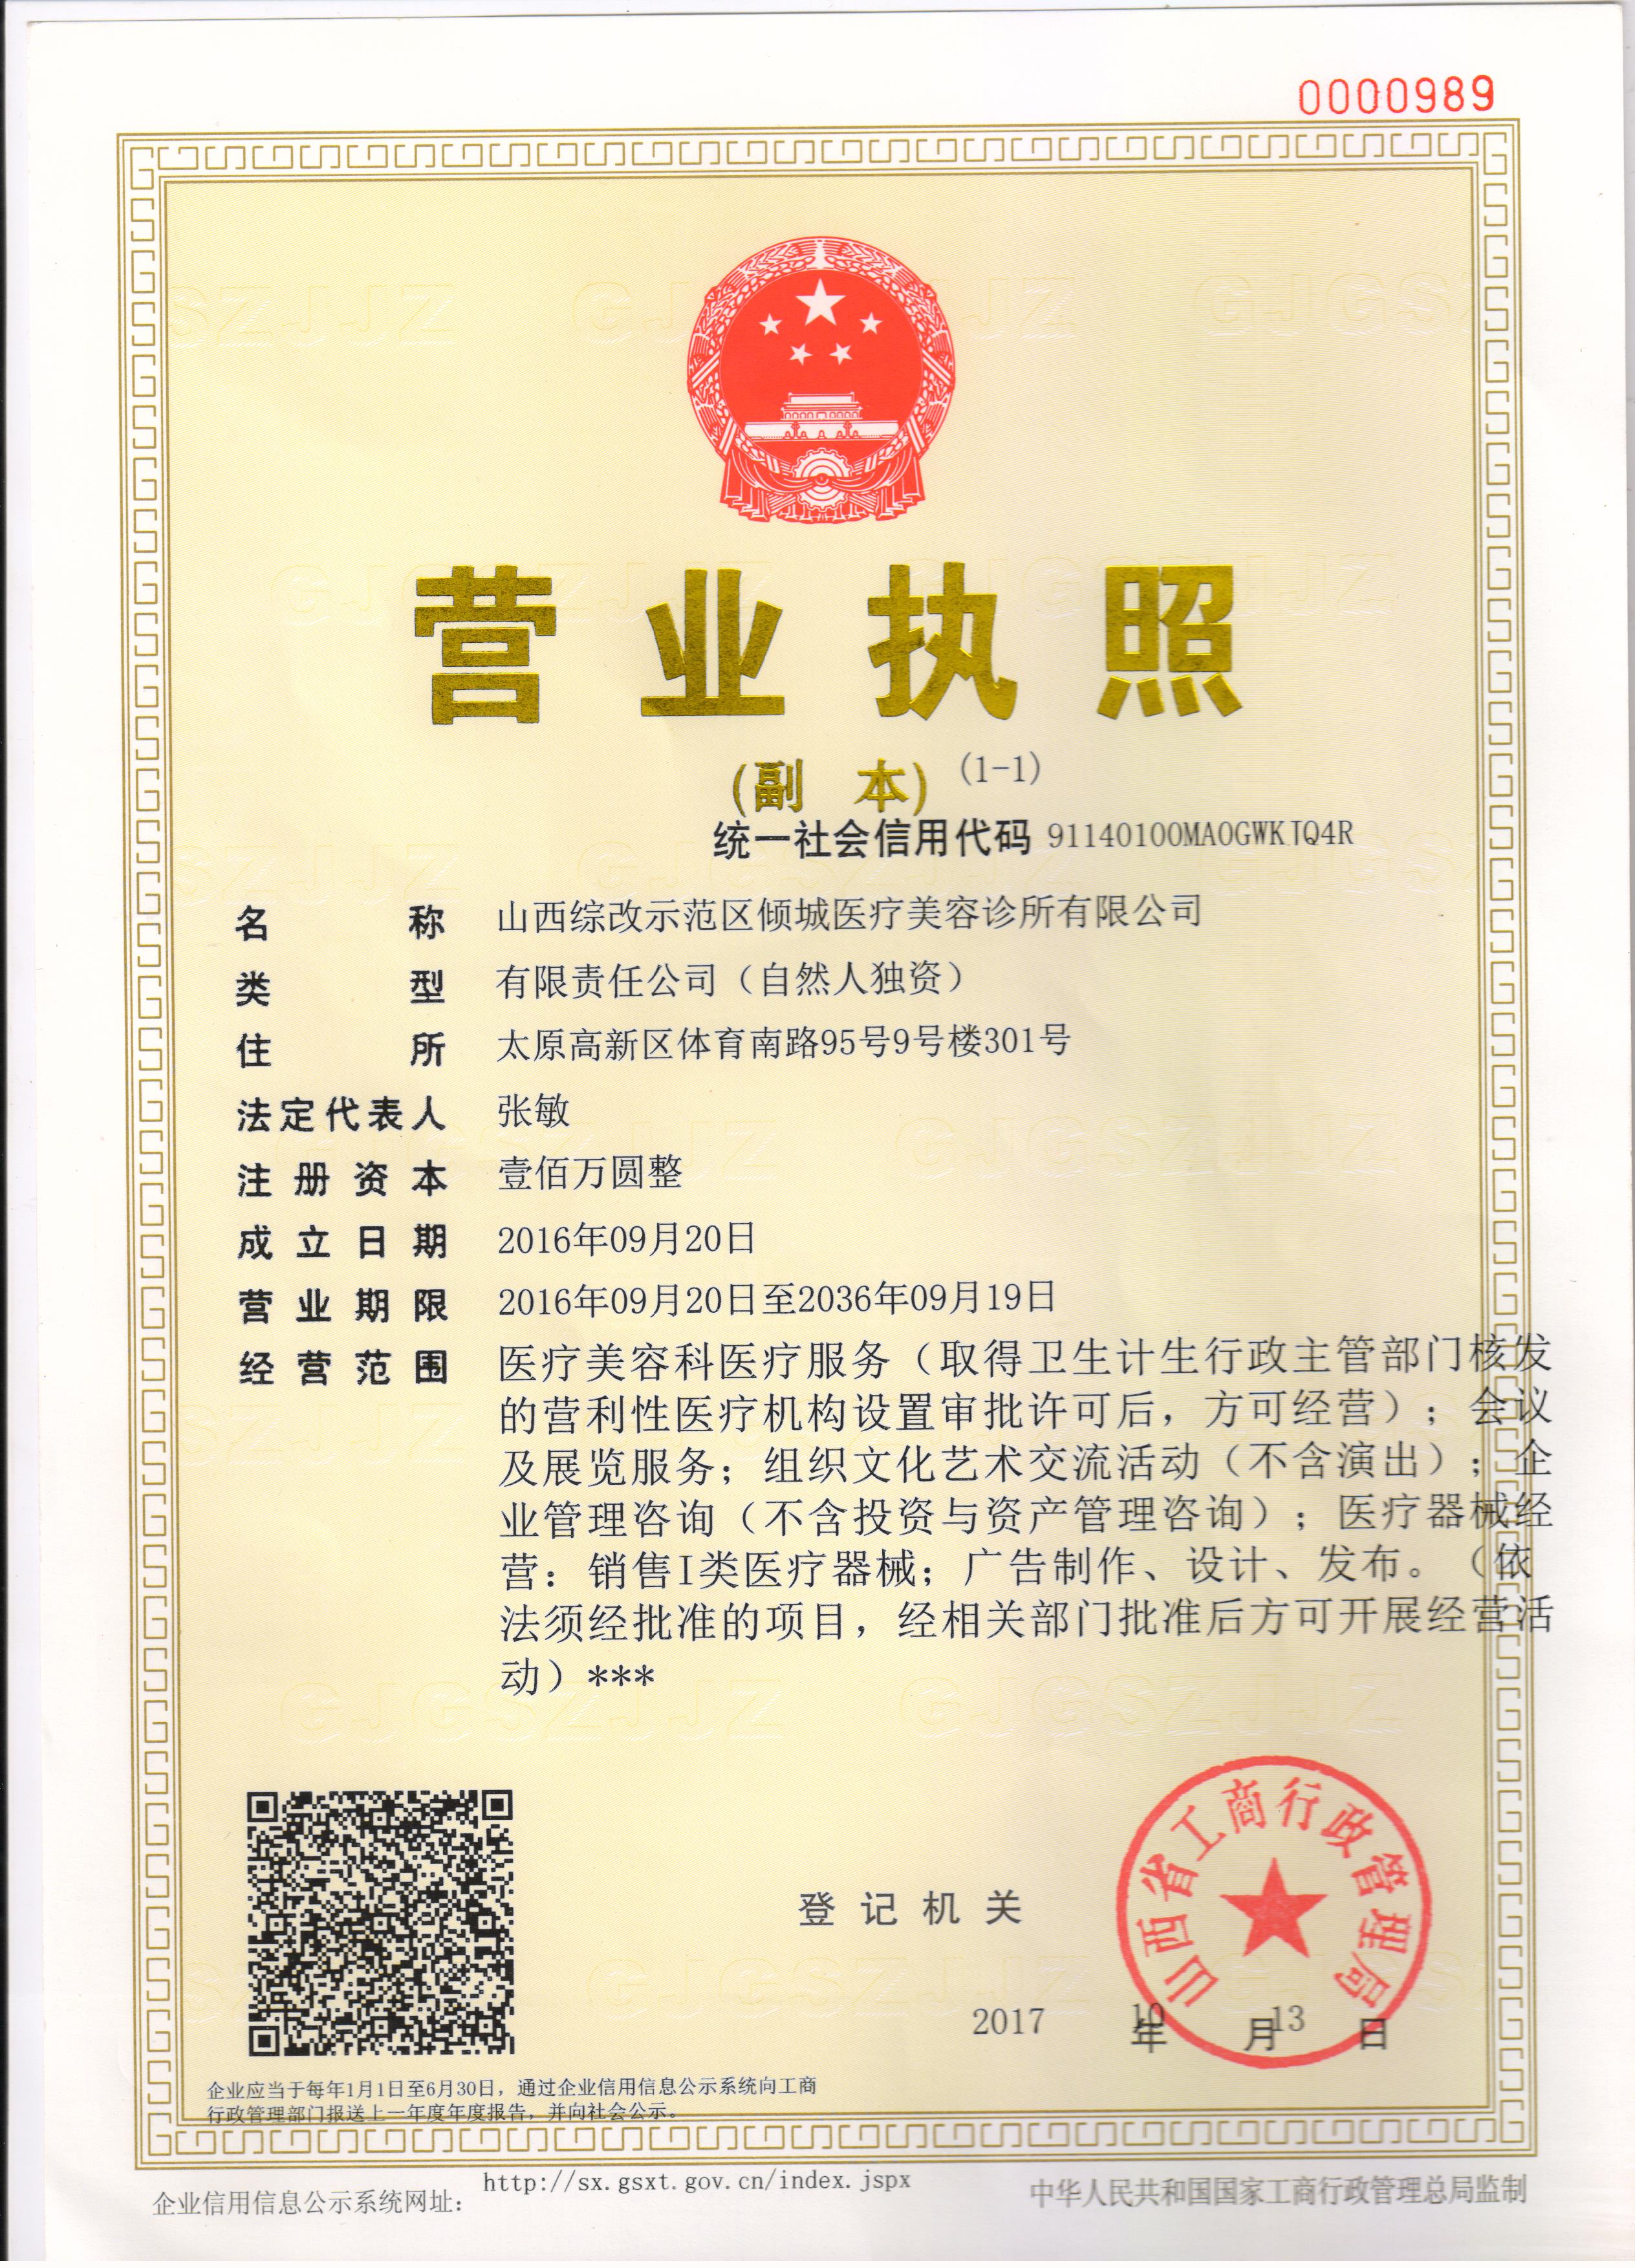 0000989
营业执照
(副 本) (1-1)
统一社会信用代码 91140100MA0GWKJQ4R
名称 山西综改示范区倾城医疗美容诊所有限公司
类型 有限责任公司（自然人独资）
住所 太原高新区体育南路95号9号楼301号
法定代表人 张敏
注册资本 壹佰万圆整
成立日期 2016年09月20日
营业期限 2016年09月20日至2036年09月19日
经营范围 医疗美容科医疗服务（取得卫生计生行政主管部门核发
的营利性医疗机构设置审批许可后，方可经营）；会议
及展览服务；组织文化艺术交流活动（不含演出）；企
业管理咨询（不含投资与资产管理咨询）；医疗器械经
营：销售I类医疗器械；广告制作、设计、发布。（依
法须经批准的项目，经相关部门批准后方可开展经营活
动）***
登记机关
山西省工商行政管理局
2017年10月13日
企业应当于每年1月1日至6月30日，通过企业信用信息公示系统向工商
行政管理部门报送上一年度年度报告，并向社会公示。
企业信用信息公示系统网址： http://sx.gsxt.gov.cn/index.jspx
中华人民共和国国家工商行政管理总局监制